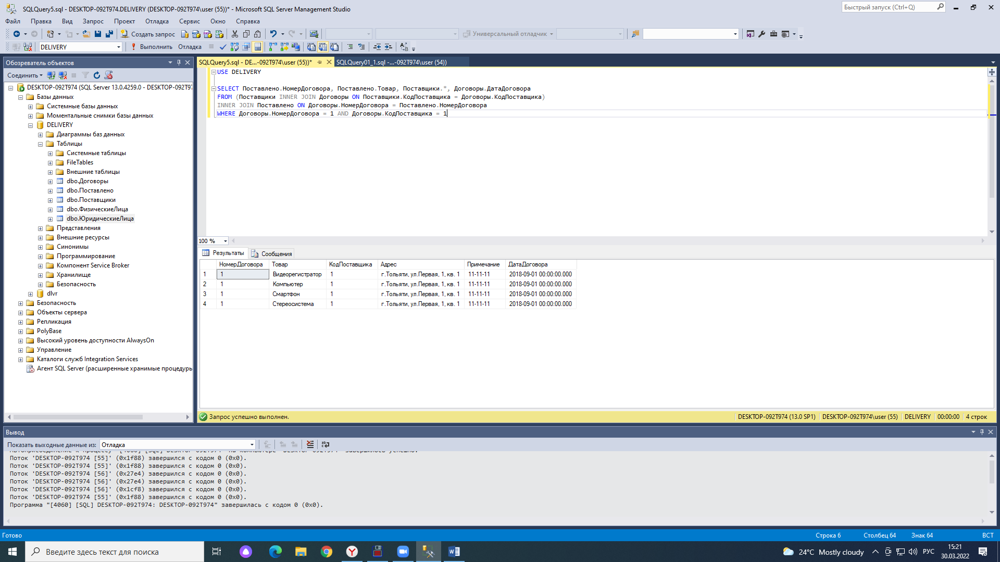 SQLQuery5.sql - DESKTOP-092T974.DELIVERY (DESKTOP-092T974\user (55))* - Microsoft SQL Server Management Studio
Быстрый запуск (Ctrl+Q)
Файл Правка Вид Запрос Проект Отладка Сервис Окно Справка
Создать запрос Универсальный отладчик
DELIVERY Выполнить Отладка
Обозреватель объектов
Соединить
DESKTOP-092T974 (SQL Server 13.0.4259.0 - DESKTOP-092T97
Базы данных
Системные базы данных
Моментальные снимки базы данных
DELIVERY
Диаграммы баз данных
Таблицы
Системные таблицы
FileTables
Внешние таблицы
dbo.Договоры
dbo.Поставлено
dbo.Поставщики
dbo.ФизическиеЛица
dbo.ЮридическиеЛица
Представления
Внешние ресурсы
Синонимы
Программирование
Компонент Service Broker
Хранилище
Безопасность
dlvr
Безопасность
Объекты сервера
Репликация
PolyBase
Высокий уровень доступности AlwaysOn
Управление
Каталоги служб Integration Services
Агент SQL Server (расширенные хранимые процедуры
SQLQuery5.sql - DE...-092T974\user (55))* SQLQuery01_1.sql -...-092T974\user (54))
USE DELIVERY
SELECT Поставлено.НомерДоговора, Поставлено.Товар, Поставщики.*, Договоры.ДатаДоговора
FROM (Поставщики INNER JOIN Договоры ON Поставщики.КодПоставщика = Договоры.КодПоставщика)
INNER JOIN Поставлено ON Договоры.НомерДоговора = Поставлено.НомерДоговора
WHERE Договоры.НомерДоговора = 1 AND Договоры.КодПоставщика = 1
100 %
Результаты Сообщения
НомерДоговора Товар КодПоставщика Адрес Примечание ДатаДоговора
1 1 Видеорегистратор 1 г.Тольяти, ул.Первая, 1, кв. 1 11-11-11 2018-09-01 00:00:00.000
2 1 Компьютер 1 г.Тольяти, ул.Первая, 1, кв. 1 11-11-11 2018-09-01 00:00:00.000
3 1 Смартфон 1 г.Тольяти, ул.Первая, 1, кв. 1 11-11-11 2018-09-01 00:00:00.000
4 1 Стереосистема 1 г.Тольяти, ул.Первая, 1, кв. 1 11-11-11 2018-09-01 00:00:00.000
Запрос успешно выполнен. DESKTOP-092T974 (13.0 SP1) DESKTOP-092T974\user (55) DELIVERY 00:00:00 4 строк
Вывод
Показать выходные данные из: Отладка
Поток 'DESKTOP-092T974 [55]' (0x1f88) завершился с кодом 0 (0x0).
Поток 'DESKTOP-092T974 [55]' (0x1f88) завершился с кодом 0 (0x0).
Поток 'DESKTOP-092T974 [56]' (0x27e4) завершился с кодом 0 (0x0).
Поток 'DESKTOP-092T974 [56]' (0x27e4) завершился с кодом 0 (0x0).
Поток 'DESKTOP-092T974 [56]' (0x1cf8) завершился с кодом 0 (0x0).
Поток 'DESKTOP-092T974 [55]' (0x1f88) завершился с кодом 0 (0x0).
Программа "[4060] [SQL] DESKTOP-092T974: DESKTOP-092T974" завершилась с кодом 0 (0x0).
Готово Строка 6 Столбец 64 Знак 64 ВСТ
Введите здесь текст для поиска
24°C Mostly cloudy РУС 15:21
30.03.2022